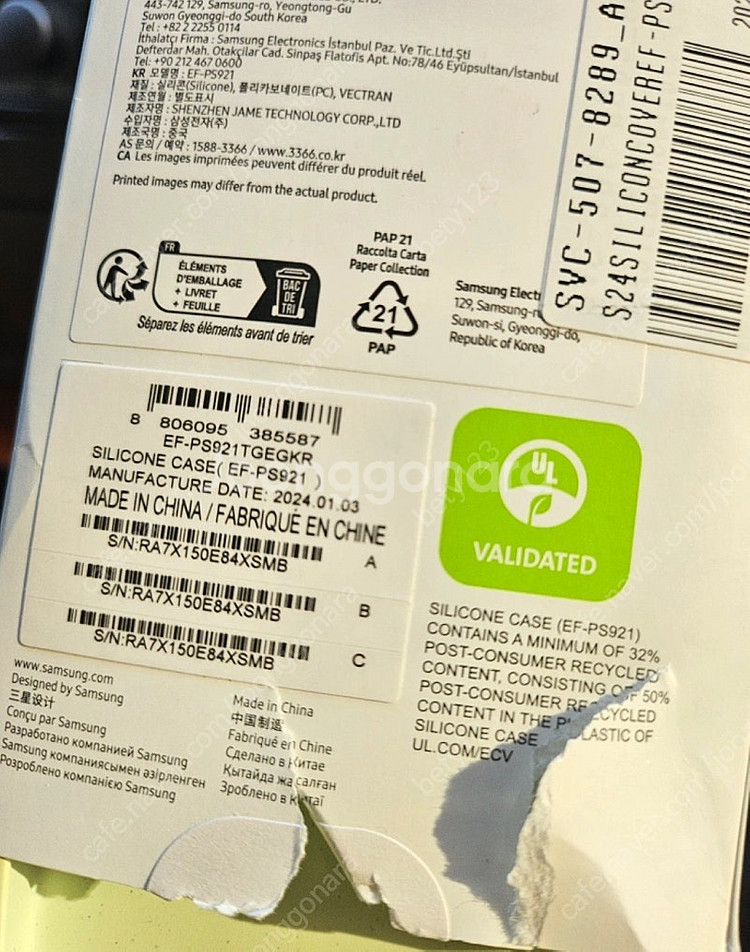 443-742 129, Samsung-ro, Yeongtong-Gu
Suwon Gyeonggi-do South Korea
Tel : +82 2 2255 0114
İthalatçı Firma : Samsung Electronics İstanbul Paz. Ve Tic.Ltd.Şti
Defterdar Mah. Otakçılar Cad. Sinpaş Flatofis Apt. No:78/46 Eyüpsultan/İstanbul
Tel: +90 212 467 0600
KR 모델명 : EF-PS921
재질 : 실리콘(Silicone), 폴리카보네이트(PC), VECTRAN
제조연월 : 별도표시
제조자명 : SHENZHEN JAME TECHNOLOGY CORP.,LTD
수입자명 : 삼성전자(주)
제조국명 : 중국
AS 문의 / 예약 : 1588-3366 / www.3366.co.kr
CA Les images imprimées peuvent différer du produit réel.
Printed images may differ from the actual product.
SVC-507-8289_A
S24SILICONCOVEREF-PS
FR
ÉLÉMENTS
D'EMBALLAGE
+ LIVRET
+ FEUILLE
BAC
DE
TRI
Séparez les éléments avant de trier
PAP 21
Raccolta Carta
Paper Collection
21
PAP
Samsung Elect
129, Samsung-r
Suwon-si, Gyeonggi-do,
Republic of Korea
8 806095 385587
EF-PS921TGEGKR
SILICONE CASE( EF-PS921 )
MANUFACTURE DATE: 2024.01.03
MADE IN CHINA / FABRIQUÉ EN CHINE
S/N:RA7X150E84XSMB A
S/N:RA7X150E84XSMB B
S/N:RA7X150E84XSMB C
UL
VALIDATED
SILICONE CASE (EF-PS921)
CONTAINS A MINIMUM OF 32%
POST-CONSUMER RECYCLED
CONTENT, CONSISTING OF 50%
POST-CONSUMER RECYCLED
CONTENT IN THE PLASTIC OF
SILICONE CASE
UL.COM/ECV
www.samsung.com
Designed by Samsung
三星设计
Conçu par Samsung
Разработано компанией Samsung
Samsung компаниясымен әзірленген
Розроблено компанією Samsung
Made in China
中国制造
Fabriqué en Chine
Сделано в Китае
Қытайда жасалған
Зроблено в Китаї